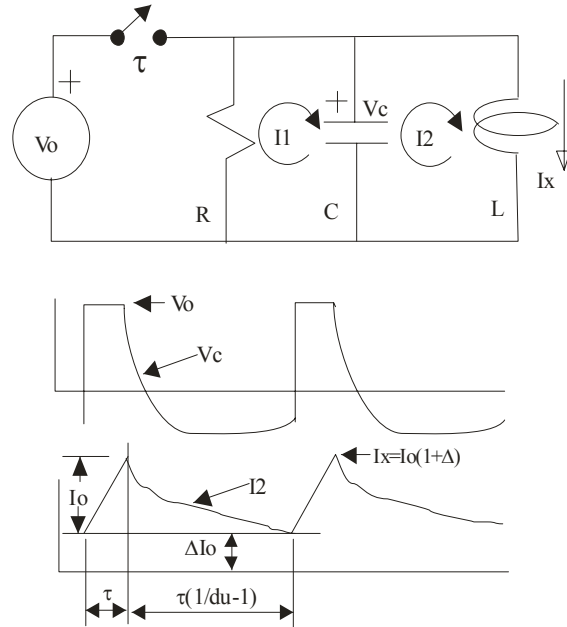 τ
+
Vo
R
I1
+
Vc
C
I2
L
Ix
Vo
Vc
Io
I2
Ix=Io(1+Δ)
ΔIo
τ
τ(1/du-1)